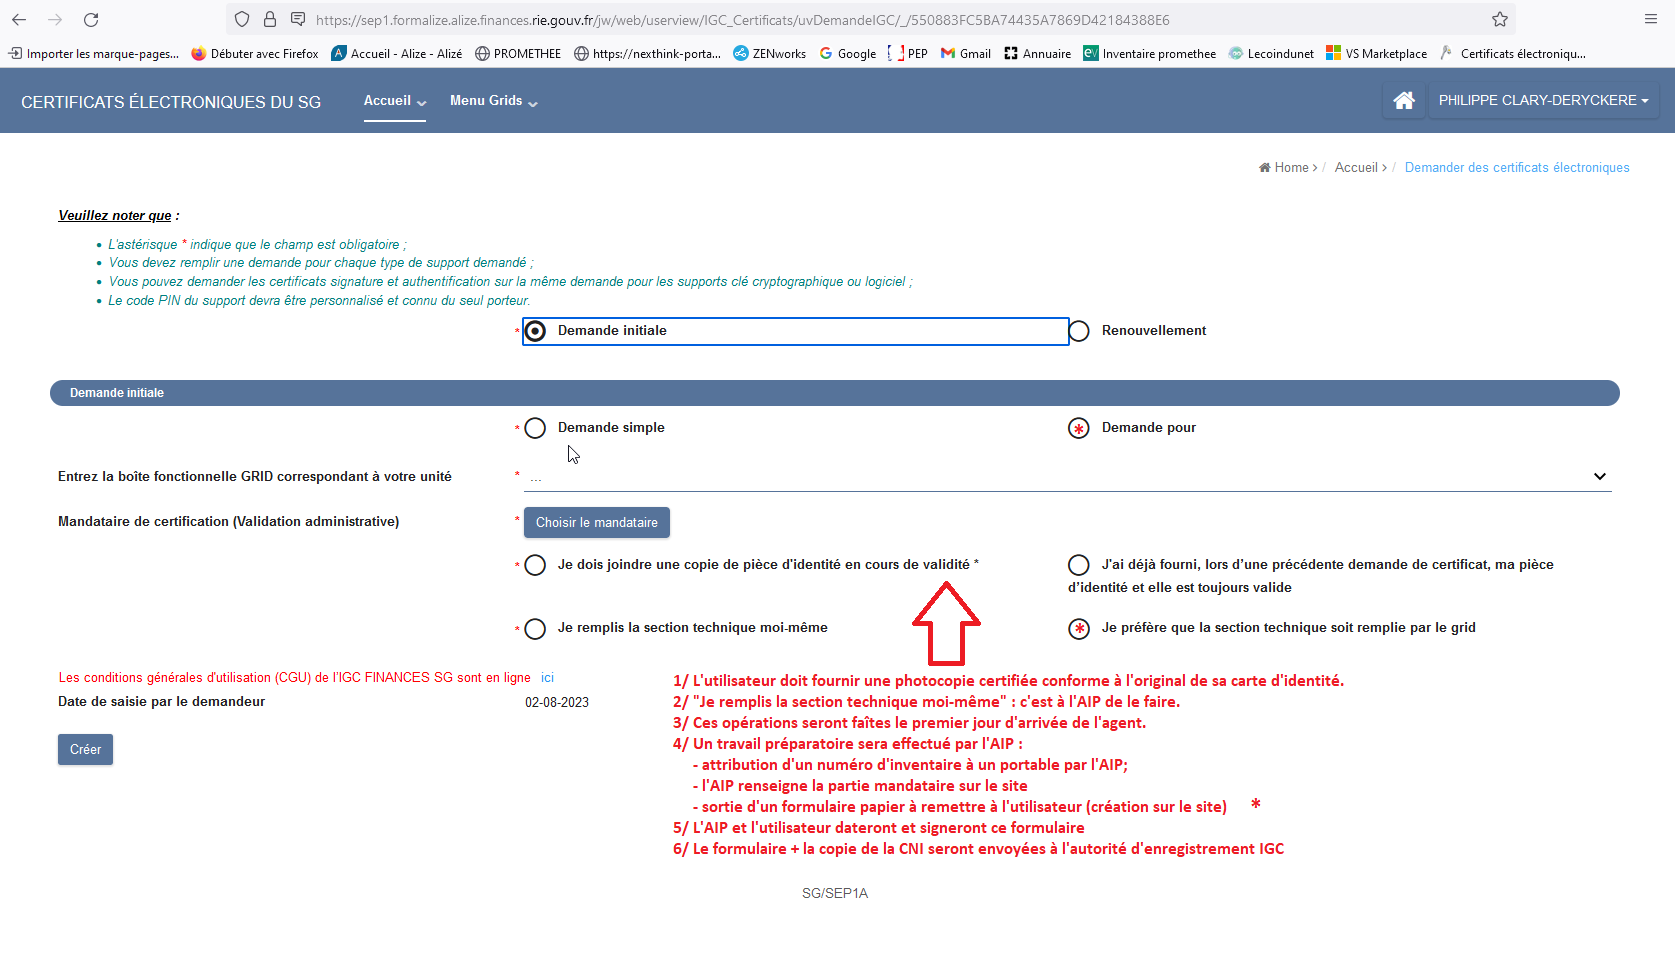 https://sep1.formalize.alize.finances.rie.gouv.fr/jw/web/userview/IGC_Certificats/uvDemandeIGC/_/550883FC5BA74435A7869D42184388E6
Importer les marque-pages... Débuter avec Firefox Accueil - Alize - Alizé PROMETHEE https://nexthink-porta... ZENworks Google PEP Gmail Annuaire Inventaire promethee Lecoindunet VS Marketplace Certificats électroniqu...
CERTIFICATS ÉLECTRONIQUES DU SG Accueil Menu Grids PHILIPPE CLARY-DERYCKERE
Home > / Accueil > / Demander des certificats électroniques
Veuillez noter que :
• L'astérisque * indique que le champ est obligatoire ;
• Vous devez remplir une demande pour chaque type de support demandé ;
• Vous pouvez demander les certificats signature et authentification sur la même demande pour les supports clé cryptographique ou logiciel ;
• Le code PIN du support devra être personnalisé et connu du seul porteur.
* Demande initiale Renouvellement
Demande initiale
* Demande simple * Demande pour
Entrez la boîte fonctionnelle GRID correspondant à votre unité * ...
Mandataire de certification (Validation administrative) * Choisir le mandataire
* Je dois joindre une copie de pièce d'identité en cours de validité * J'ai déjà fourni, lors d’une précédente demande de certificat, ma pièce
d’identité et elle est toujours valide
* Je remplis la section technique moi-même * Je préfère que la section technique soit remplie par le grid
Les conditions générales d'utilisation (CGU) de l'IGC FINANCES SG sont en ligne ici
Date de saisie par le demandeur 02-08-2023
Créer
1/ L'utilisateur doit fournir une photocopie certifiée conforme à l'original de sa carte d'identité.
2/ "Je remplis la section technique moi-même" : c'est à l'AIP de le faire.
3/ Ces opérations seront faîtes le premier jour d'arrivée de l'agent.
4/ Un travail préparatoire sera effectué par l'AIP :
- attribution d'un numéro d'inventaire à un portable par l'AIP;
- l'AIP renseigne la partie mandataire sur le site
- sortie d'un formulaire papier à remettre à l'utilisateur (création sur le site) *
5/ L'AIP et l'utilisateur dateront et signeront ce formulaire
6/ Le formulaire + la copie de la CNI seront envoyées à l'autorité d'enregistrement IGC
SG/SEP1A